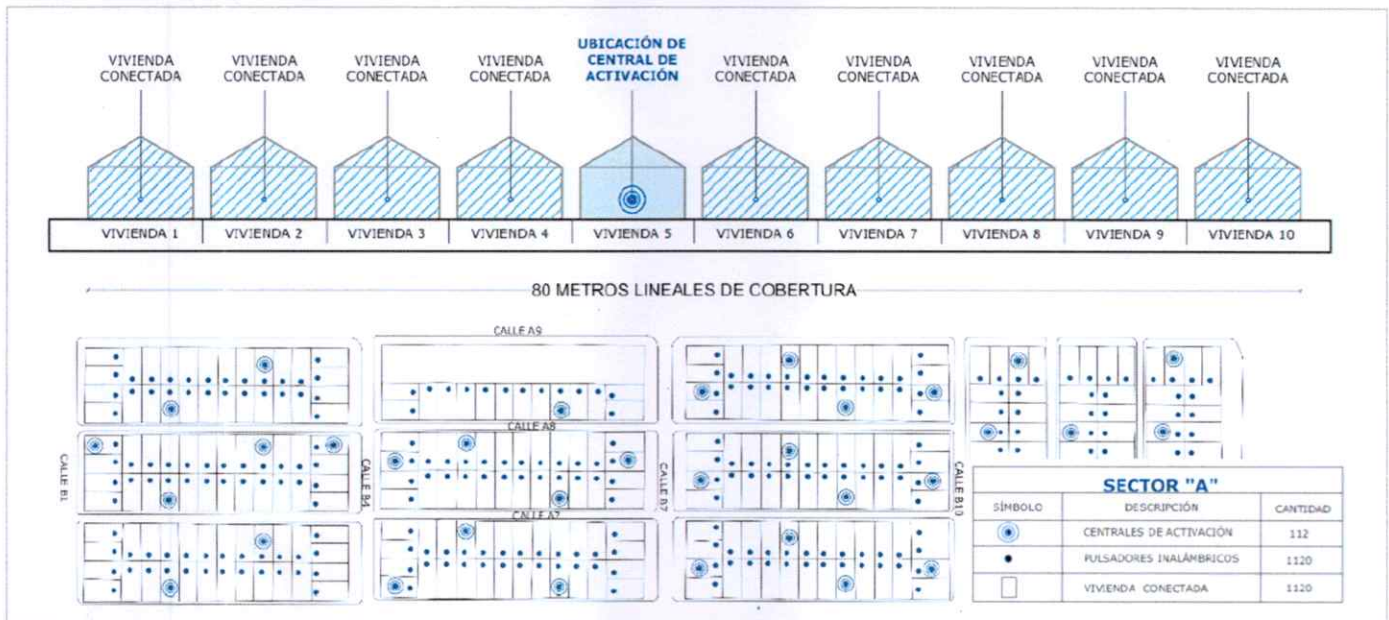 UBICACIÓN DE
CENTRAL DE
ACTIVACIÓN
VIVIENDA
CONECTADA
VIVIENDA
CONECTADA
VIVIENDA
CONECTADA
VIVIENDA
CONECTADA
VIVIENDA
CONECTADA
VIVIENDA
CONECTADA
VIVIENDA
CONECTADA
VIVIENDA
CONECTADA
VIVIENDA
CONECTADA
VIVIENDA 1
VIVIENDA 2
VIVIENDA 3
VIVIENDA 4
VIVIENDA 5
VIVIENDA 6
VIVIENDA 7
VIVIENDA 8
VIVIENDA 9
VIVIENDA 10
80 METROS LINEALES DE COBERTURA
CALLE A9
CALLE A8
CALLE A7
CALLE B1
CALLE B4
CALLE B7
CALLE B10
SECTOR "A"
SÍMBOLO DESCRIPCIÓN CANTIDAD
CENTRALES DE ACTIVACIÓN 112
PULSADORES INALÁMBRICOS 1120
VIVIENDA CONECTADA 1120